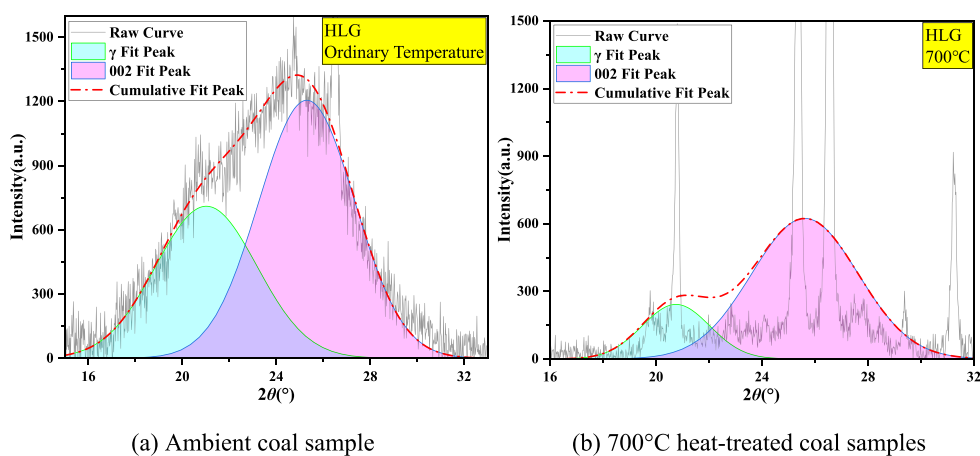 Raw Curve
γ Fit Peak
002 Fit Peak
Cumulative Fit Peak
HLG
Ordinary Temperature
1500
1200
900
600
300
0
Intensity(a.u.)
16 20 24 28 32
2θ(°)
(a) Ambient coal sample
Raw Curve
γ Fit Peak
002 Fit Peak
Cumulative Fit Peak
HLG
700°C
1500
1200
900
600
300
0
Intensity(a.u.)
16 20 24 28 32
2θ(°)
(b) 700°C heat-treated coal samples